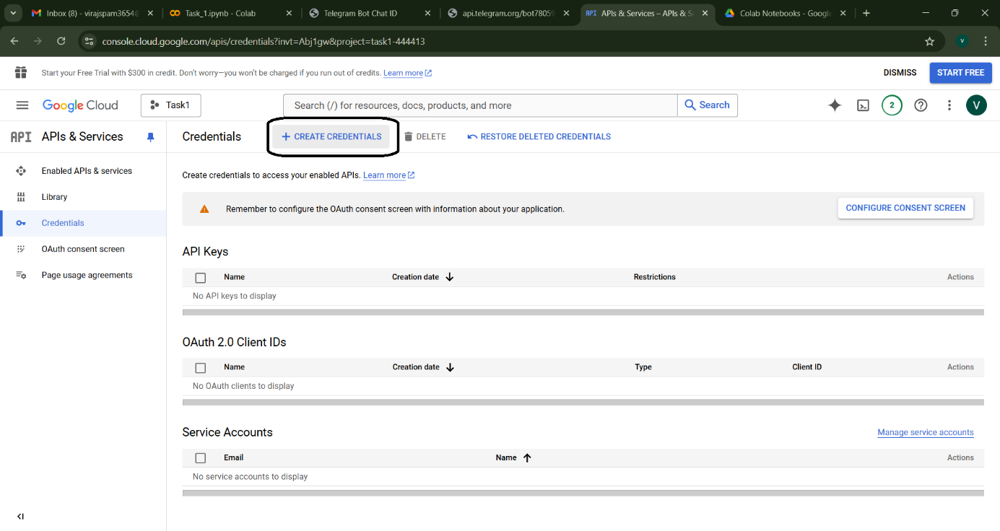 Inbox (8) - virajspam3654@
Task_1.ipynb - Colab
Telegram Bot Chat ID
api.telegram.org/bot78059
API APIs & Services – APIs & S
Colab Notebooks - Google
console.cloud.google.com/apis/credentials?invt=Abj1gw&project=task1-444413
V
Start your Free Trial with $300 in credit. Don't worry—you won't be charged if you run out of credits. Learn more
DISMISS
START FREE
Google Cloud
Task1
Search (/) for resources, docs, products, and more
Search
2
V
API APIs & Services
Credentials
+ CREATE CREDENTIALS
DELETE
RESTORE DELETED CREDENTIALS
Enabled APIs & services
Library
Credentials
OAuth consent screen
Page usage agreements
Create credentials to access your enabled APIs. Learn more
Remember to configure the OAuth consent screen with information about your application.
CONFIGURE CONSENT SCREEN
API Keys
Name Creation date Restrictions Actions
No API keys to display
OAuth 2.0 Client IDs
Name Creation date Type Client ID Actions
No OAuth clients to display
Service Accounts
Manage service accounts
Email Name Actions
No service accounts to display